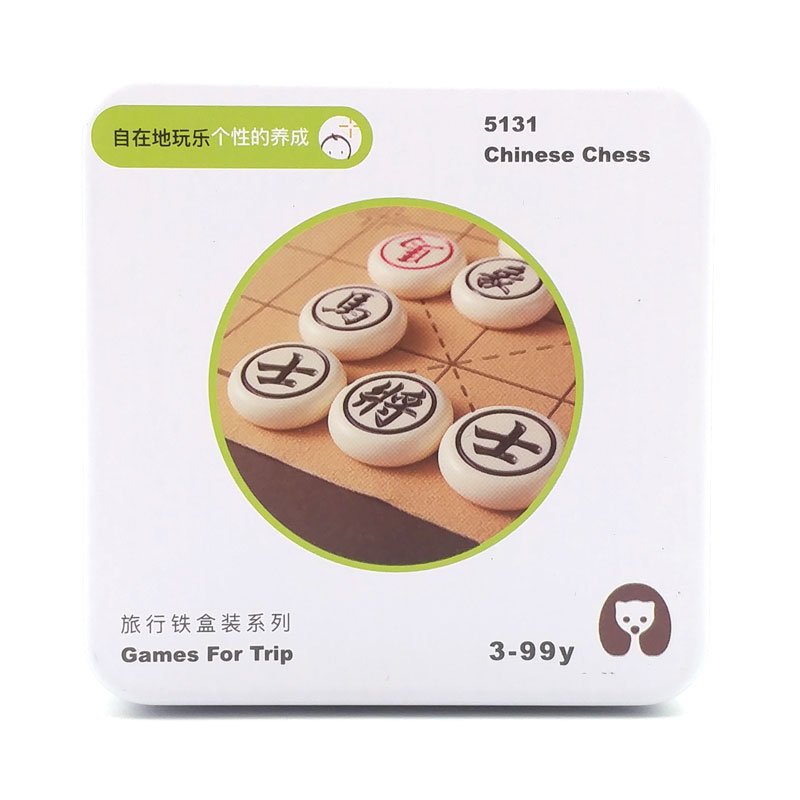 自在地玩乐个性的养成
5131
Chinese Chess
馬
士
將
士
旅行铁盒装系列
Games For Trip
3-99y